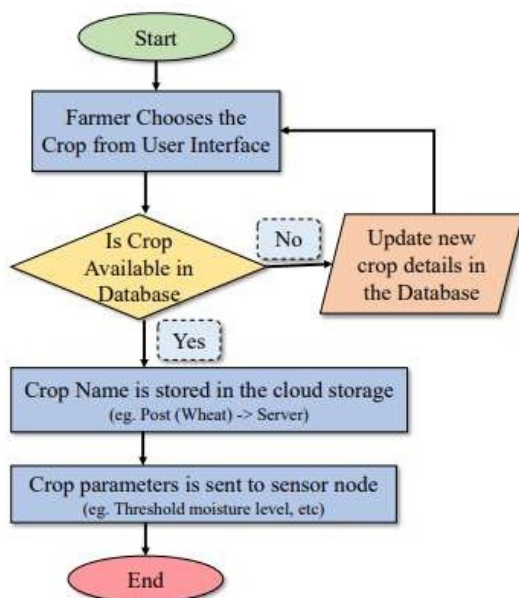 Start
Farmer Chooses the
Crop from User Interface
Is Crop
Available in
Database
No
Update new
crop details in
the Database
Yes
Crop Name is stored in the cloud storage
(eg. Post (Wheat) -> Server)
Crop parameters is sent to sensor node
(eg. Threshold moisture level, etc)
End